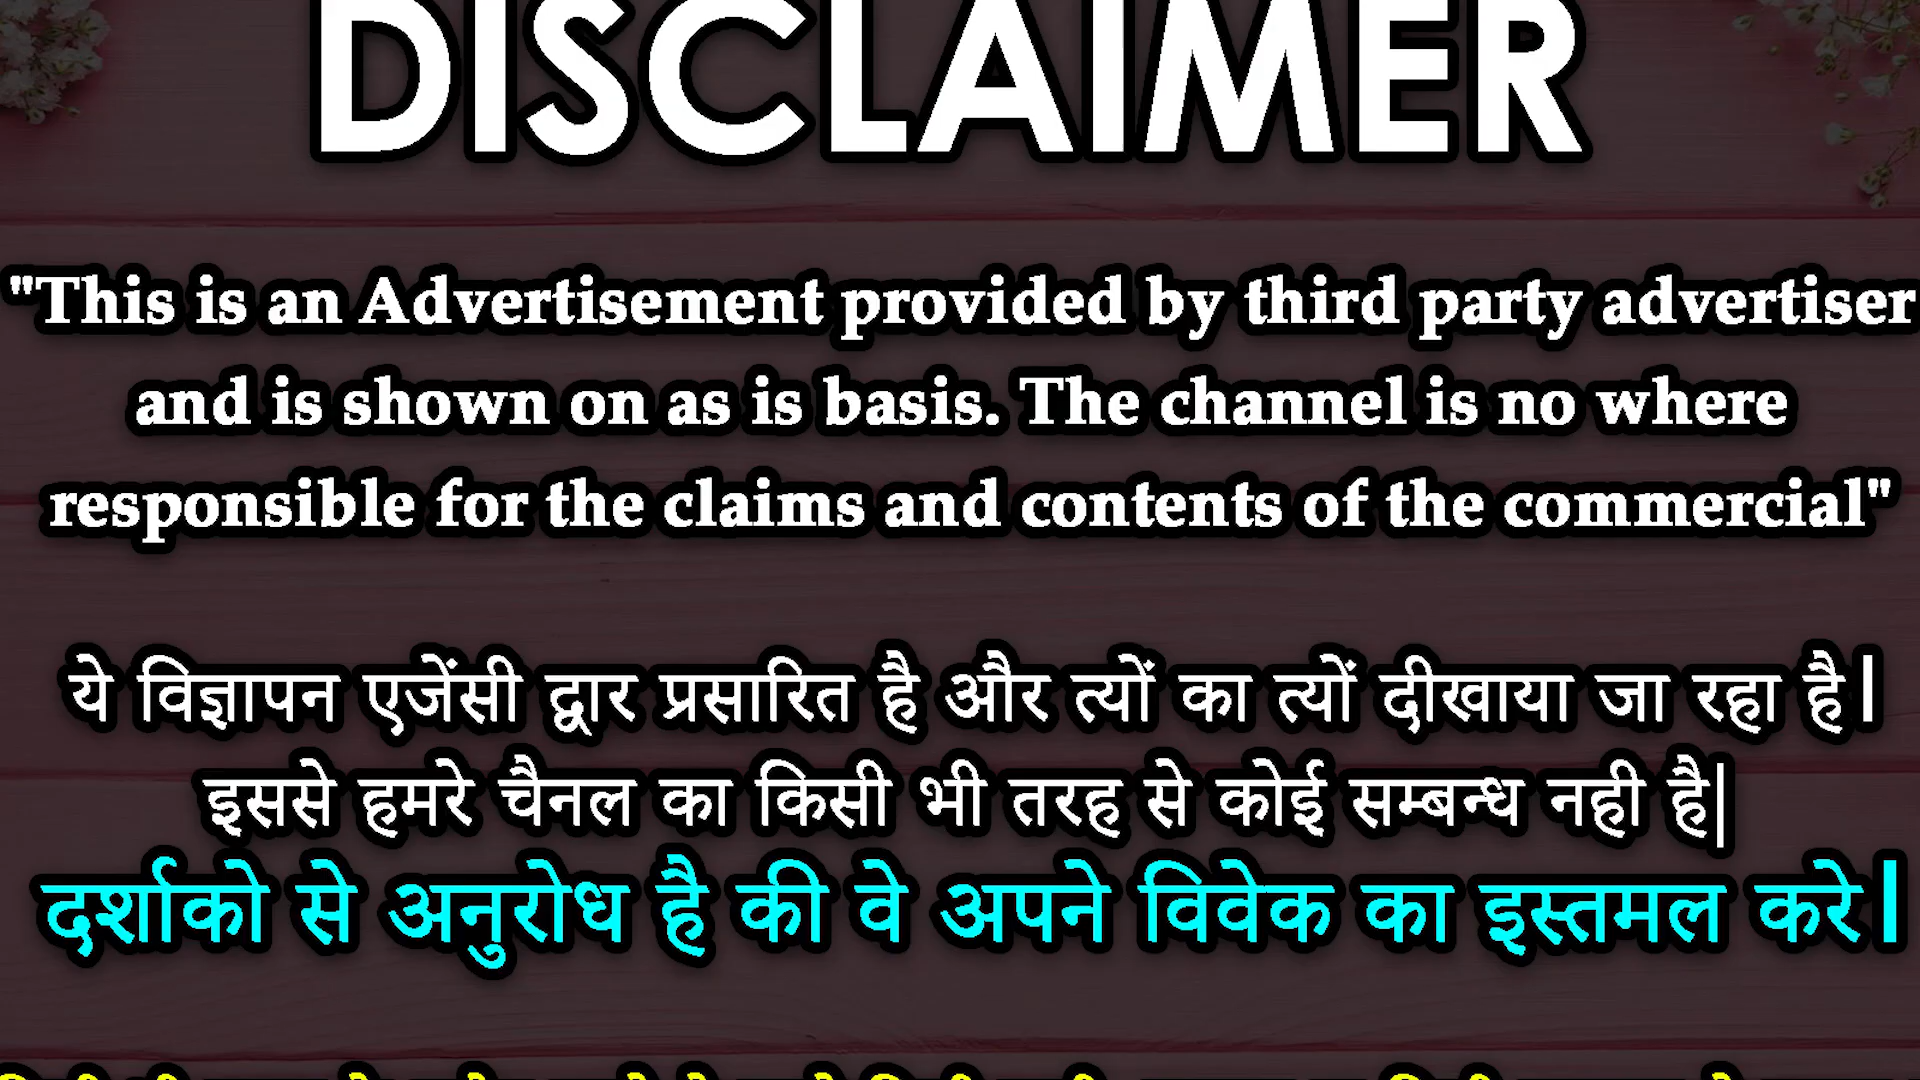 DISCLAIMER
"This is an Advertisement provided by third party advertiser
and is shown on as is basis. The channel is no where
responsible for the claims and contents of the commercial"
ये विज्ञापन एजेंसी द्वार प्रसारित है और त्यों का त्यों दीखाया जा रहा है।
इससे हमरे चैनल का किसी भी तरह से कोई सम्बन्ध नही है|
दर्शाको से अनुरोध है की वे अपने विवेक का इस्तमल करे।